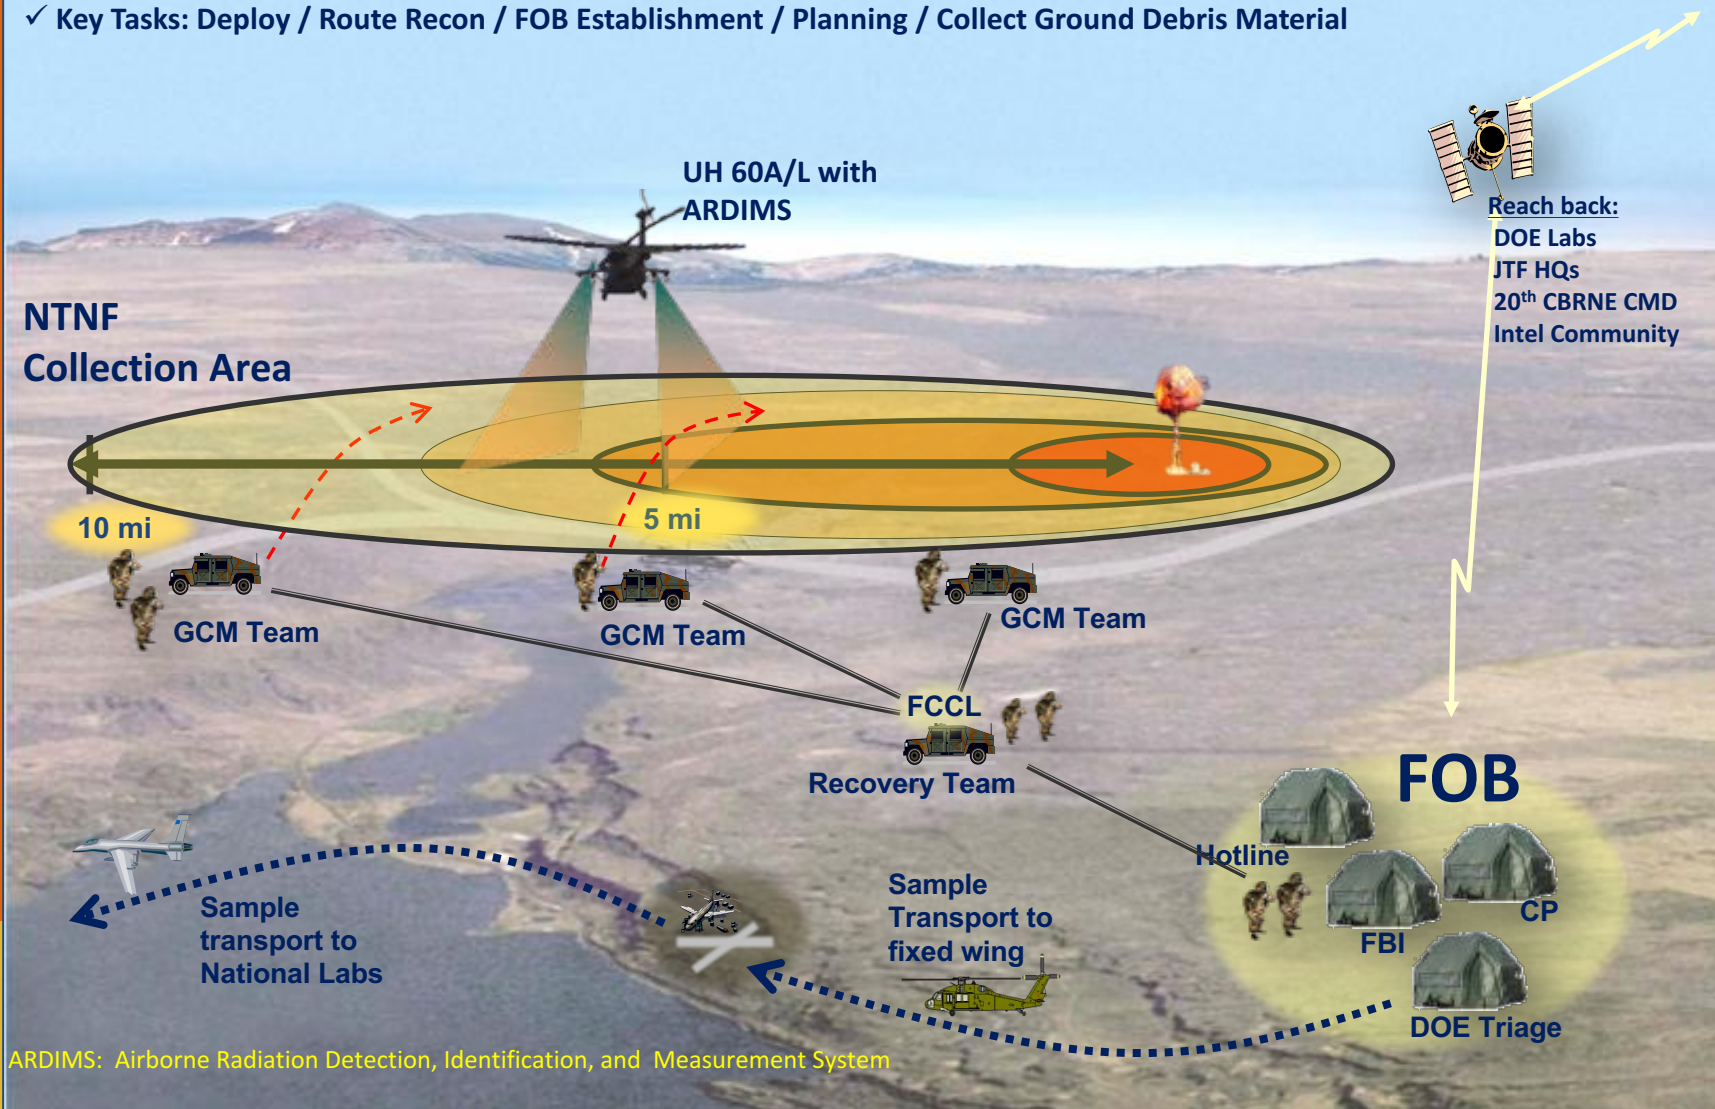 ✓ Key Tasks: Deploy / Route Recon / FOB Establishment / Planning / Collect Ground Debris Material
UH 60A/L with
ARDIMS
Reach back:
DOE Labs
JTF HQs
20th CBRNE CMD
Intel Community
NTNF
Collection Area
10 mi
5 mi
GCM Team
GCM Team
GCM Team
FCCL
Recovery Team
FOB
Hotline
CP
FBI
DOE Triage
Sample
Transport to
fixed wing
Sample
transport to
National Labs
ARDIMS: Airborne Radiation Detection, Identification, and Measurement System